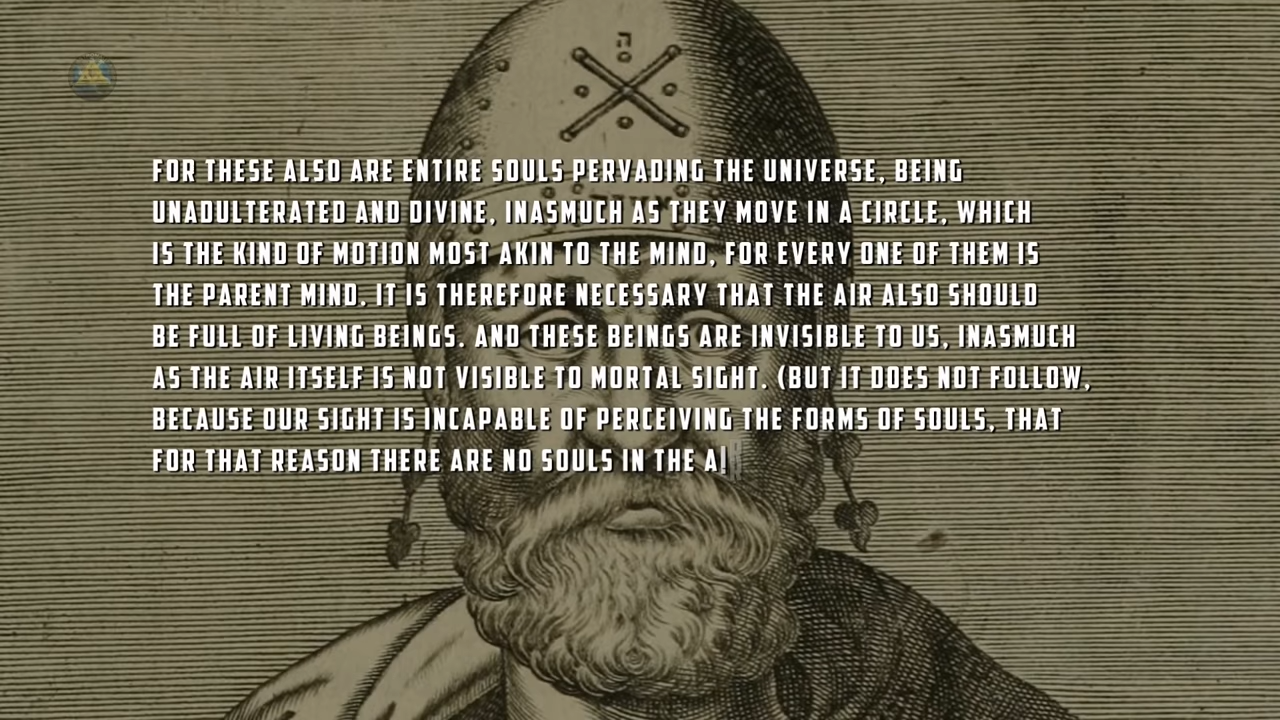 FOR THESE ALSO ARE ENTIRE SOULS PERVADING THE UNIVERSE, BEING
UNADULTERATED AND DIVINE, INASMUCH AS THEY MOVE IN A CIRCLE, WHICH
IS THE KIND OF MOTION MOST AKIN TO THE MIND, FOR EVERY ONE OF THEM IS
THE PARENT MIND. IT IS THEREFORE NECESSARY THAT THE AIR ALSO SHOULD
BE FULL OF LIVING BEINGS. AND THESE BEINGS ARE INVISIBLE TO US, INASMUCH
AS THE AIR ITSELF IS NOT VISIBLE TO MORTAL SIGHT. (BUT IT DOES NOT FOLLOW,
BECAUSE OUR SIGHT IS INCAPABLE OF PERCEIVING THE FORMS OF SOULS, THAT
FOR THAT REASON THERE ARE NO SOULS IN THE